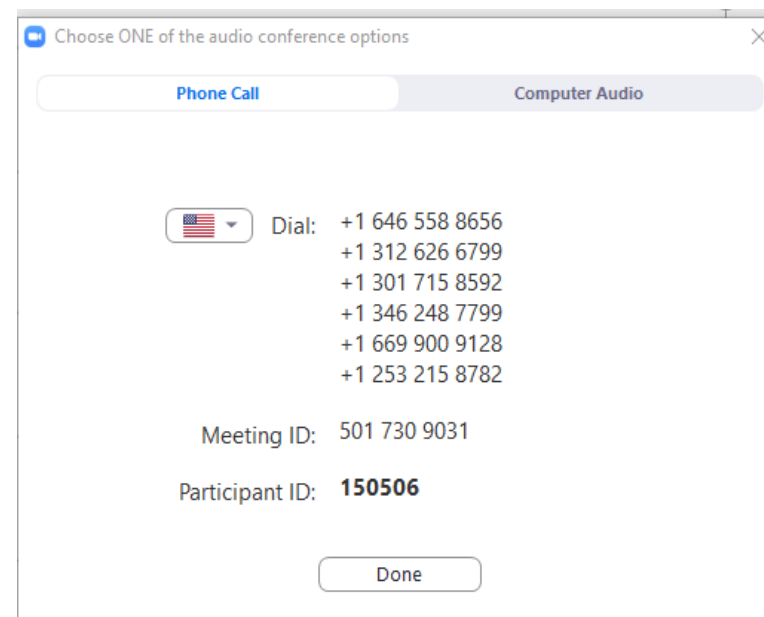 Choose ONE of the audio conference options
Phone Call Computer Audio
Dial: +1 646 558 8656
+1 312 626 6799
+1 301 715 8592
+1 346 248 7799
+1 669 900 9128
+1 253 215 8782
Meeting ID: 501 730 9031
Participant ID: 150506
Done